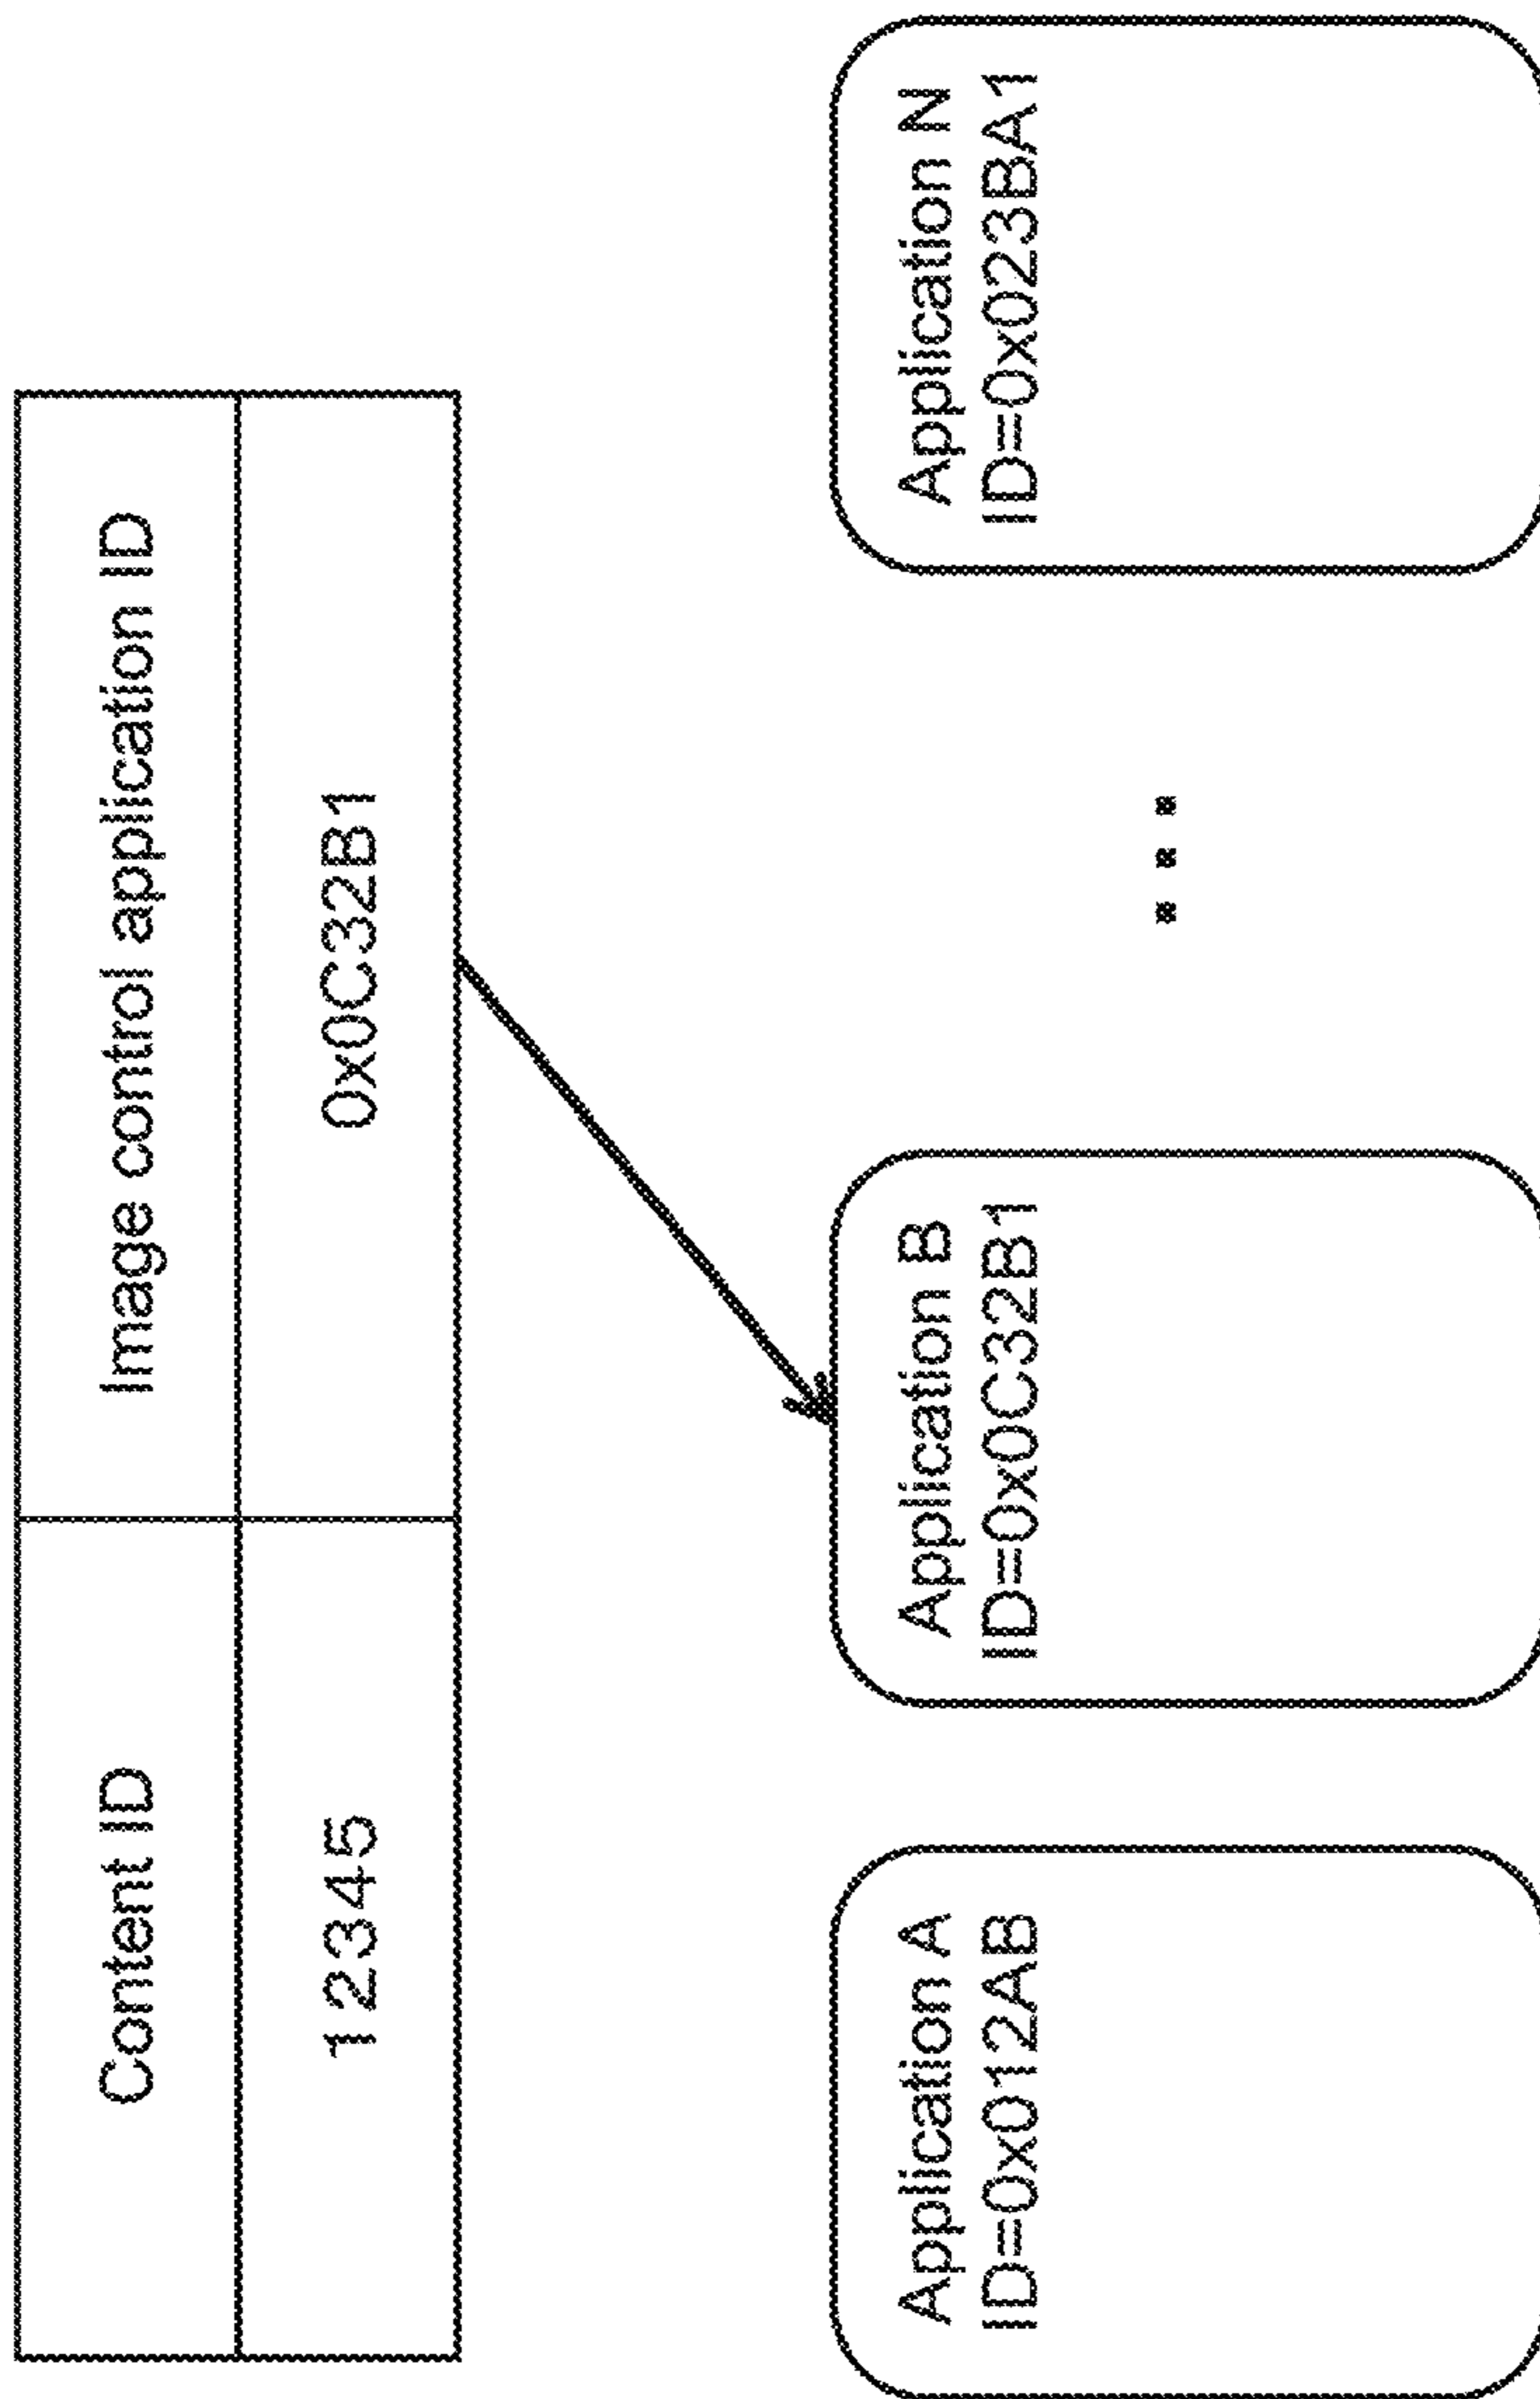 Content ID
Image control application ID
12345
0x0C32B1
Application A
ID=0x012AB
Application B
ID=0x0C32B1
Application N
ID=0x023BA1